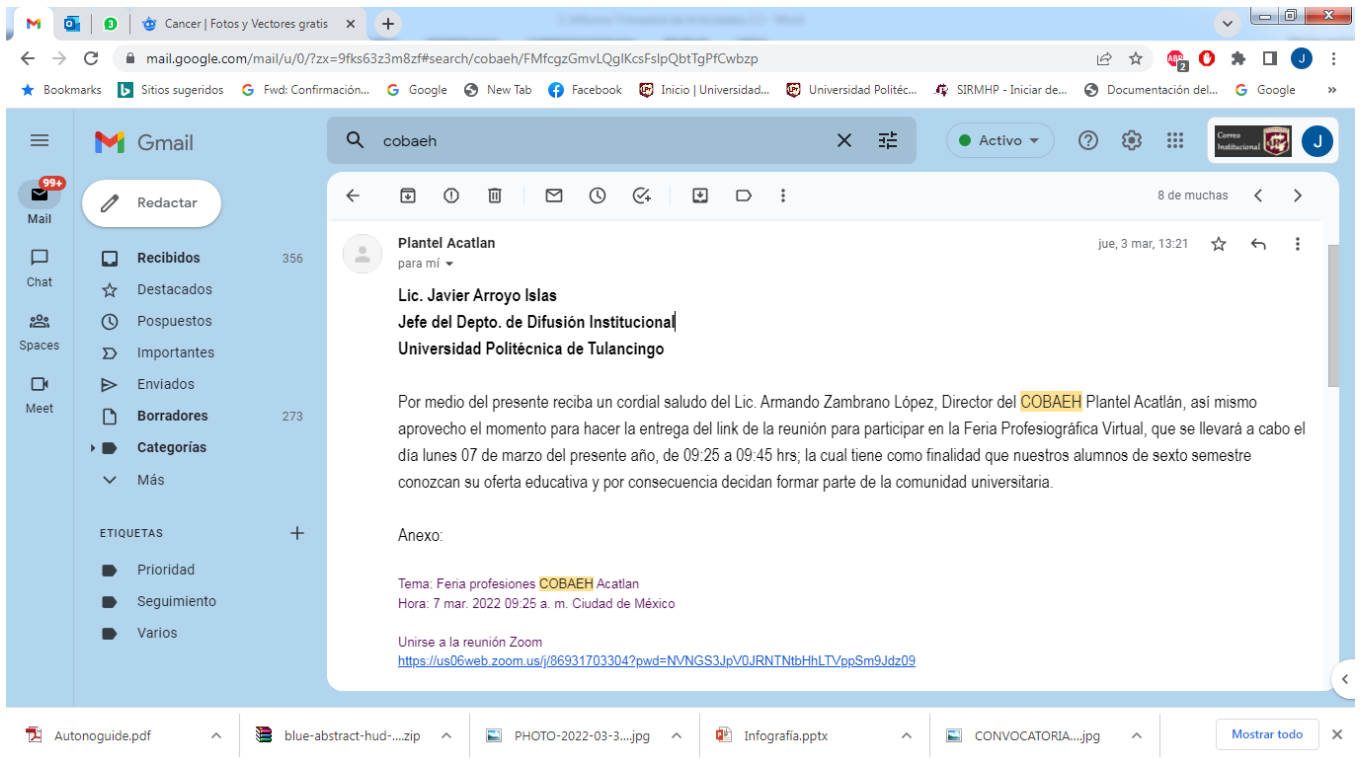 Cancer | Fotos y Vectores gratis
mail.google.com/mail/u/0/?zx=9fks63z3m8zf#search/cobaeh/FMfcgzGmvLQglKcsFslpQbtTgPfCwbzp
Bookmarks Sitios sugeridos Fwd: Confirmación... Google New Tab Facebook Inicio | Universidad... Universidad Politéc... SIRMHP - Iniciar de... Documentación del... Google »
Gmail
cobaeh
Activo
Correo
Institucional
J
99+
Mail
Chat
Spaces
Meet
Redactar
Recibidos 356
Destacados
Pospuestos
Importantes
Enviados
Borradores 273
Categorías
Más
ETIQUETAS
Prioridad
Seguimiento
Varios
8 de muchas
Plantel Acatlan
jue, 3 mar, 13:21
para mí
Lic. Javier Arroyo Islas
Jefe del Depto. de Difusión Institucional
Universidad Politécnica de Tulancingo
Por medio del presente reciba un cordial saludo del Lic. Armando Zambrano López, Director del COBAEH Plantel Acatlán, así mismo
aprovecho el momento para hacer la entrega del link de la reunión para participar en la Feria Profesiográfica Virtual, que se llevará a cabo el
día lunes 07 de marzo del presente año, de 09:25 a 09:45 hrs; la cual tiene como finalidad que nuestros alumnos de sexto semestre
conozcan su oferta educativa y por consecuencia decidan formar parte de la comunidad universitaria.
Anexo:
Tema: Feria profesiones COBAEH Acatlan
Hora: 7 mar. 2022 09:25 a. m. Ciudad de México
Unirse a la reunión Zoom
https://us06web.zoom.us/j/86931703304?pwd=NVNGS3JpV0JRNTNtbHhLTVppSm9Jdz09
Autonoguide.pdf
blue-abstract-hud-....zip
PHOTO-2022-03-3....jpg
Infografía.pptx
CONVOCATORIA....jpg
Mostrar todo